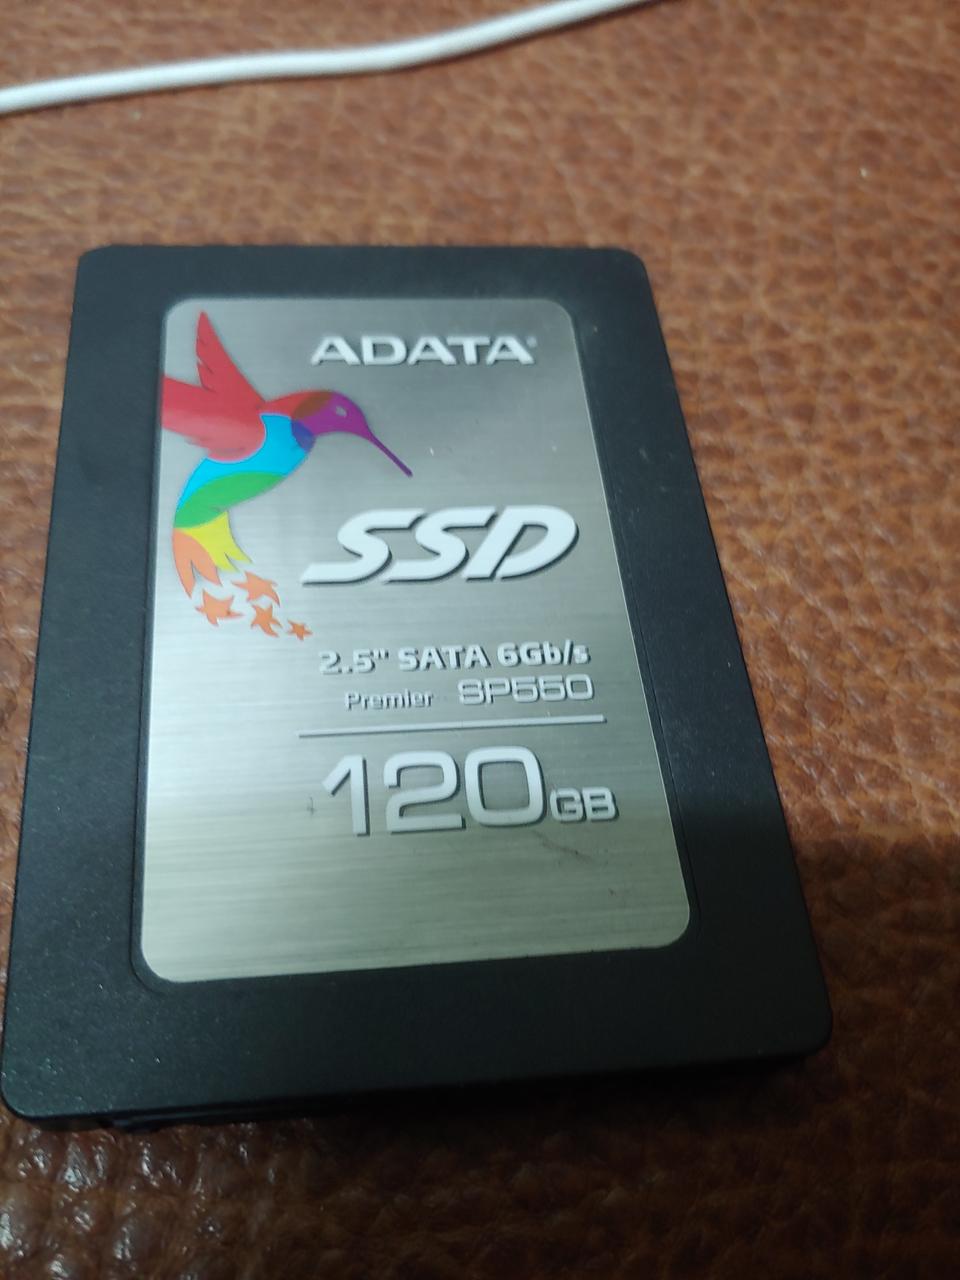 ADATA®
SSD
2.5" SATA 6Gb/s
Premier SP550
120GB